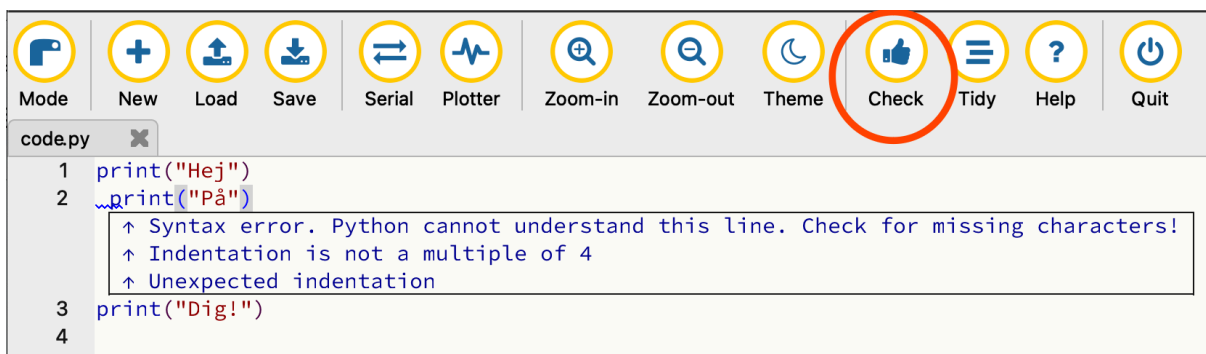 Mode New Load Save Serial Plotter Zoom-in Zoom-out Theme Check Tidy Help Quit
code.py
1 print("Hej")
2  print("På")
↑ Syntax error. Python cannot understand this line. Check for missing characters!
↑ Indentation is not a multiple of 4
↑ Unexpected indentation
3 print("Dig!")
4